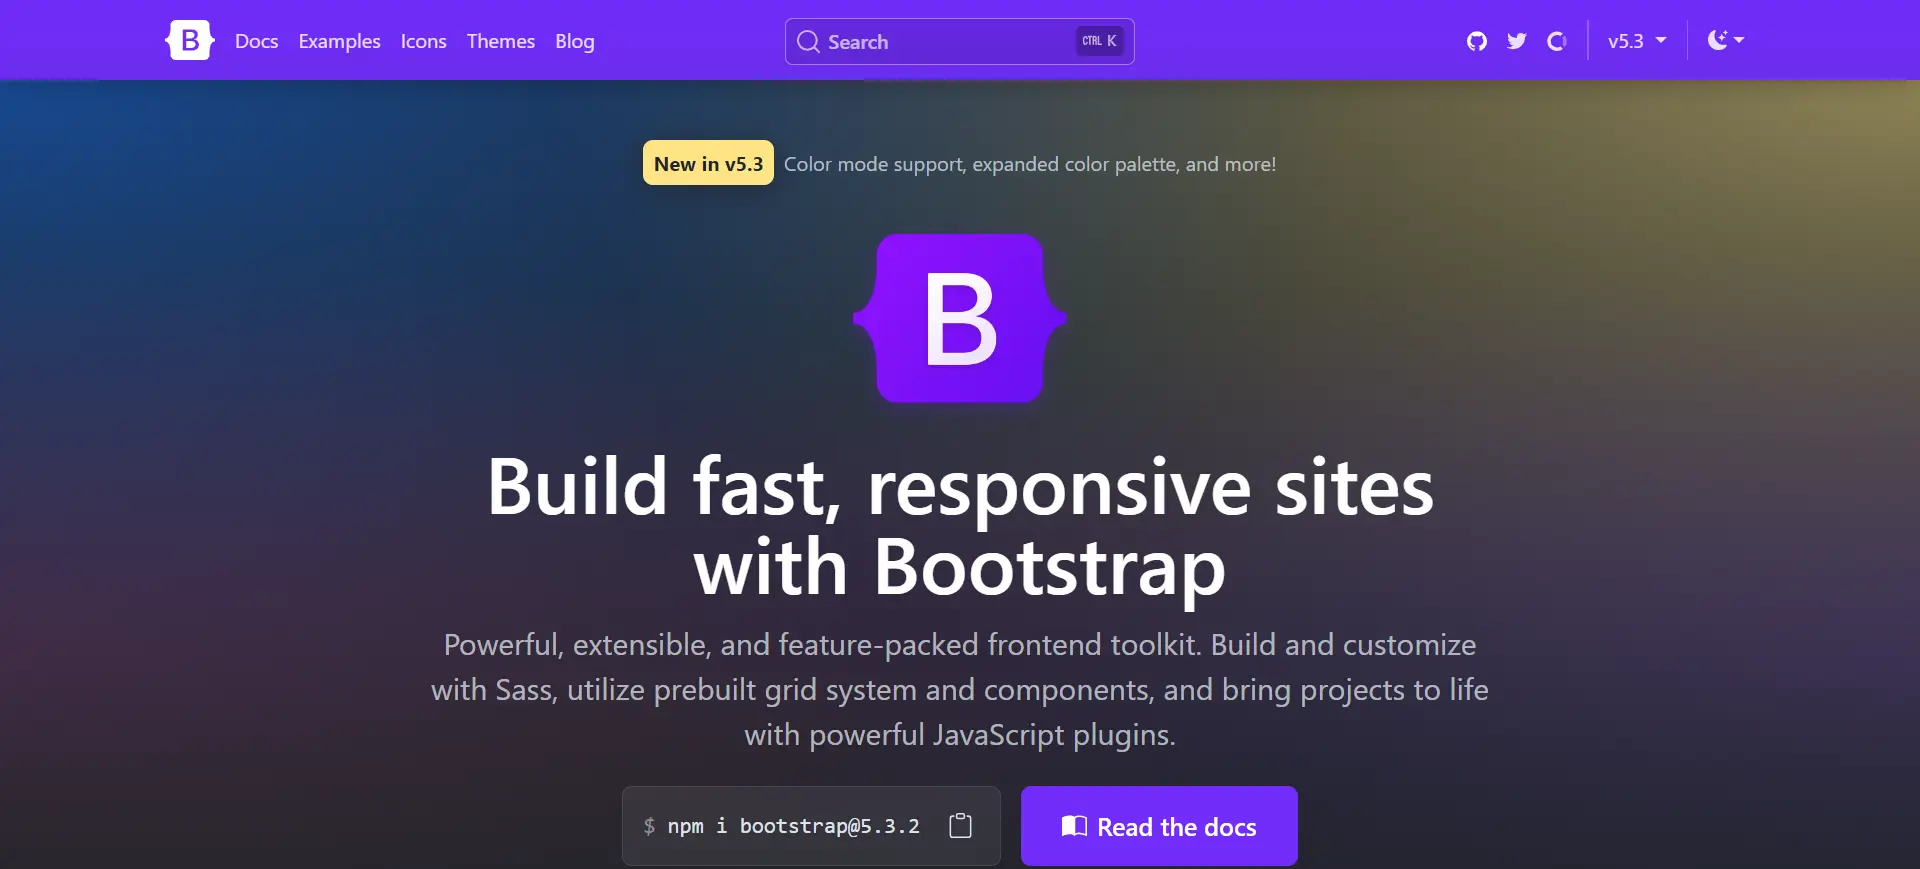 B Docs Examples Icons Themes Blog Search CTRL K v5.3
New in v5.3 Color mode support, expanded color palette, and more!
B
Build fast, responsive sites
with Bootstrap
Powerful, extensible, and feature-packed frontend toolkit. Build and customize
with Sass, utilize prebuilt grid system and components, and bring projects to life
with powerful JavaScript plugins.
$ npm i bootstrap@5.3.2 Read the docs